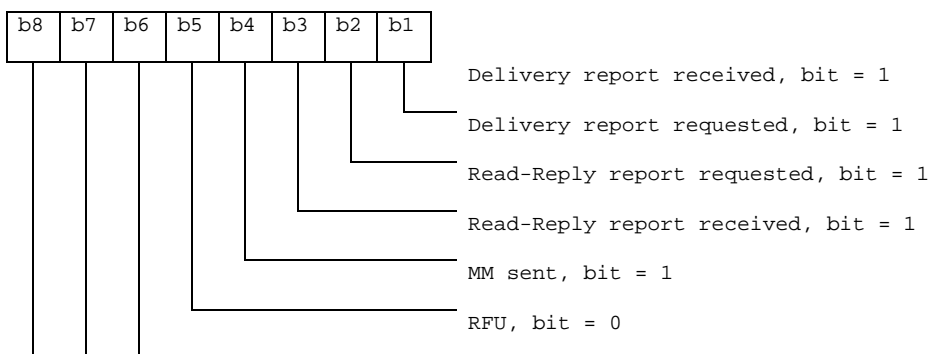 b8 b7 b6 b5 b4 b3 b2 b1
Delivery report received, bit = 1
Delivery report requested, bit = 1
Read-Reply report requested, bit = 1
Read-Reply report received, bit = 1
MM sent, bit = 1
RFU, bit = 0